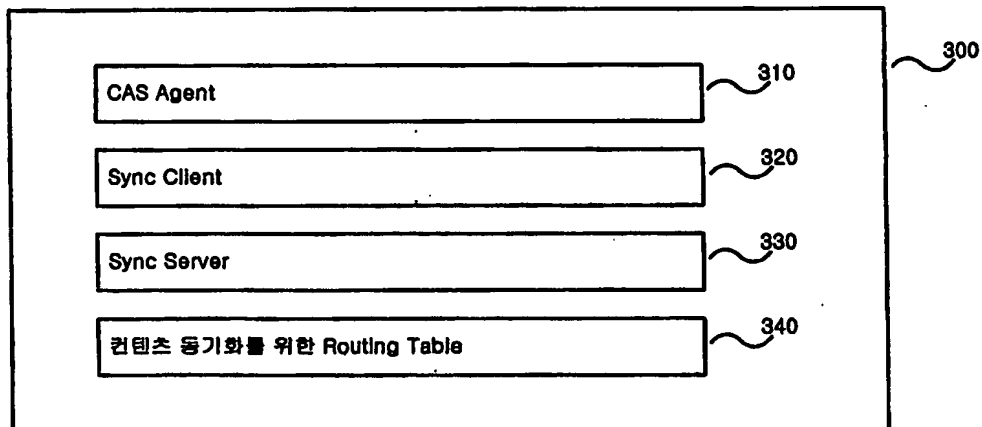 300
CAS Agent 310
Sync Client 320
Sync Server 330
컨텐츠 동기화를 위한 Routing Table 340